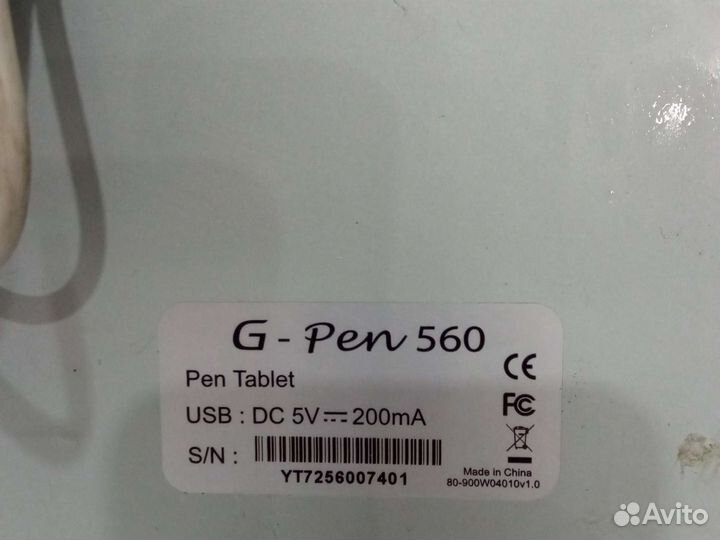 G-Pen 560
Pen Tablet
USB : DC 5V ⎓ 200mA
S/N :
YT7256007401
CE
FC
Made in China
80-900W04010v1.0
Avito